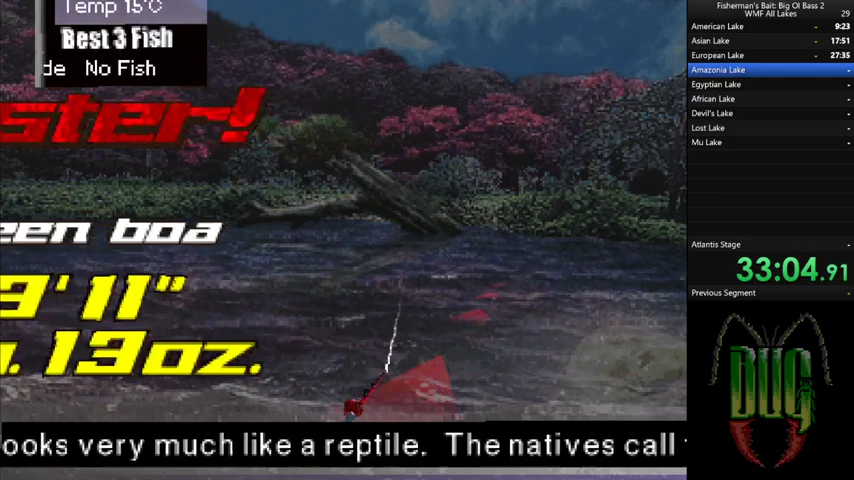 Temp 15°C
Best 3 Fish
de No Fish
ster!
een boa
9' 11"
. 13oz.
ooks very much like a reptile. The natives call
Fisherman's Bait: Big Ol Bass 2
WMF All Lakes 29
American Lake - 9:23
Asian Lake - 17:51
European Lake - 27:35
Amazonia Lake -
Egyptian Lake -
African Lake -
Devil's Lake -
Lost Lake -
Mu Lake -
Atlantis Stage -
33:04.91
Previous Segment -
BUG